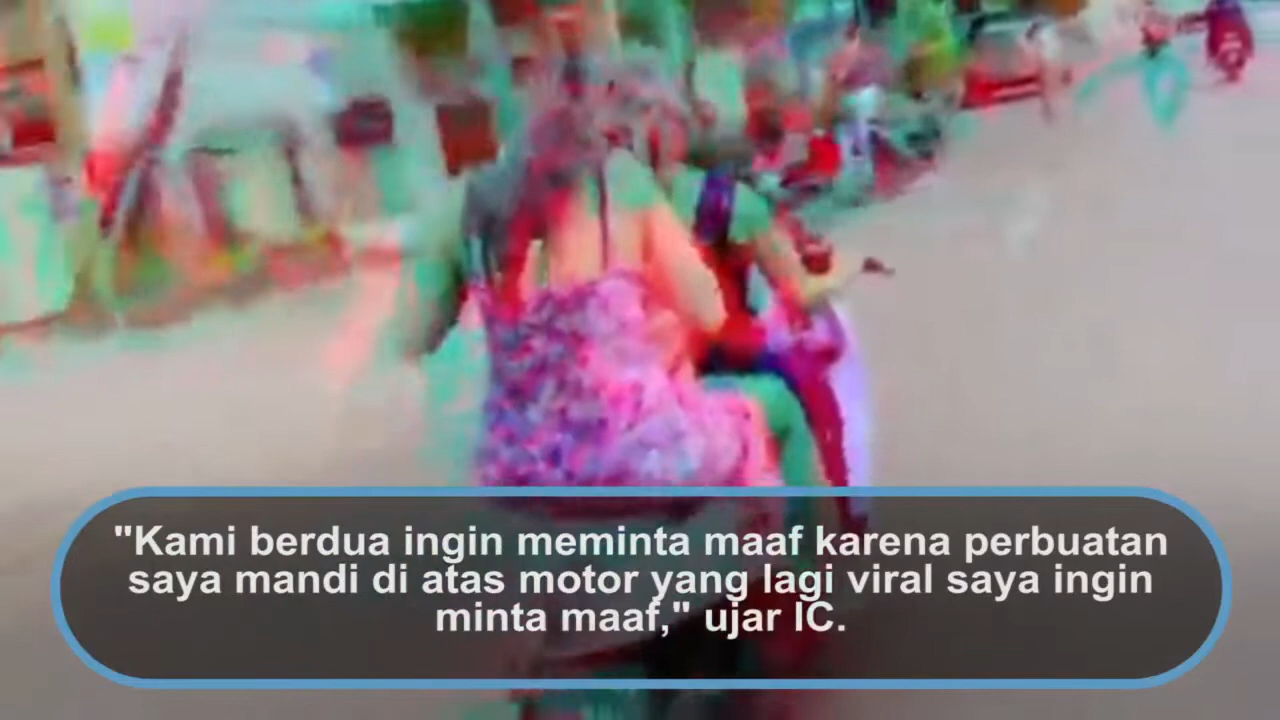 "Kami berdua ingin meminta maaf karena perbuatan
saya mandi di atas motor yang lagi viral saya ingin
minta maaf," ujar IC.